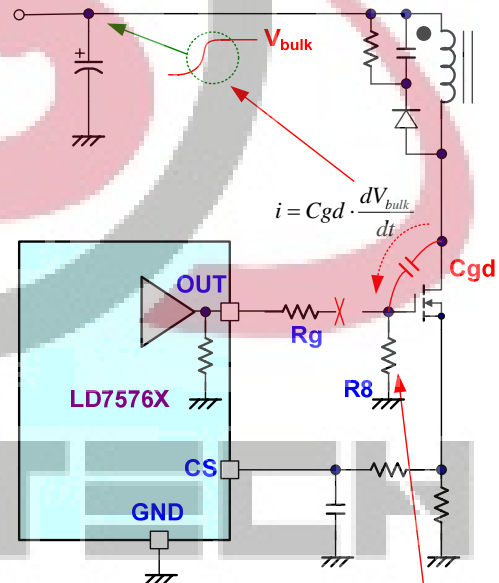 +
Vbulk
i = Cgd · dVbulk/dt
Cgd
OUT
Rg
R8
LD7576X
CS
GND